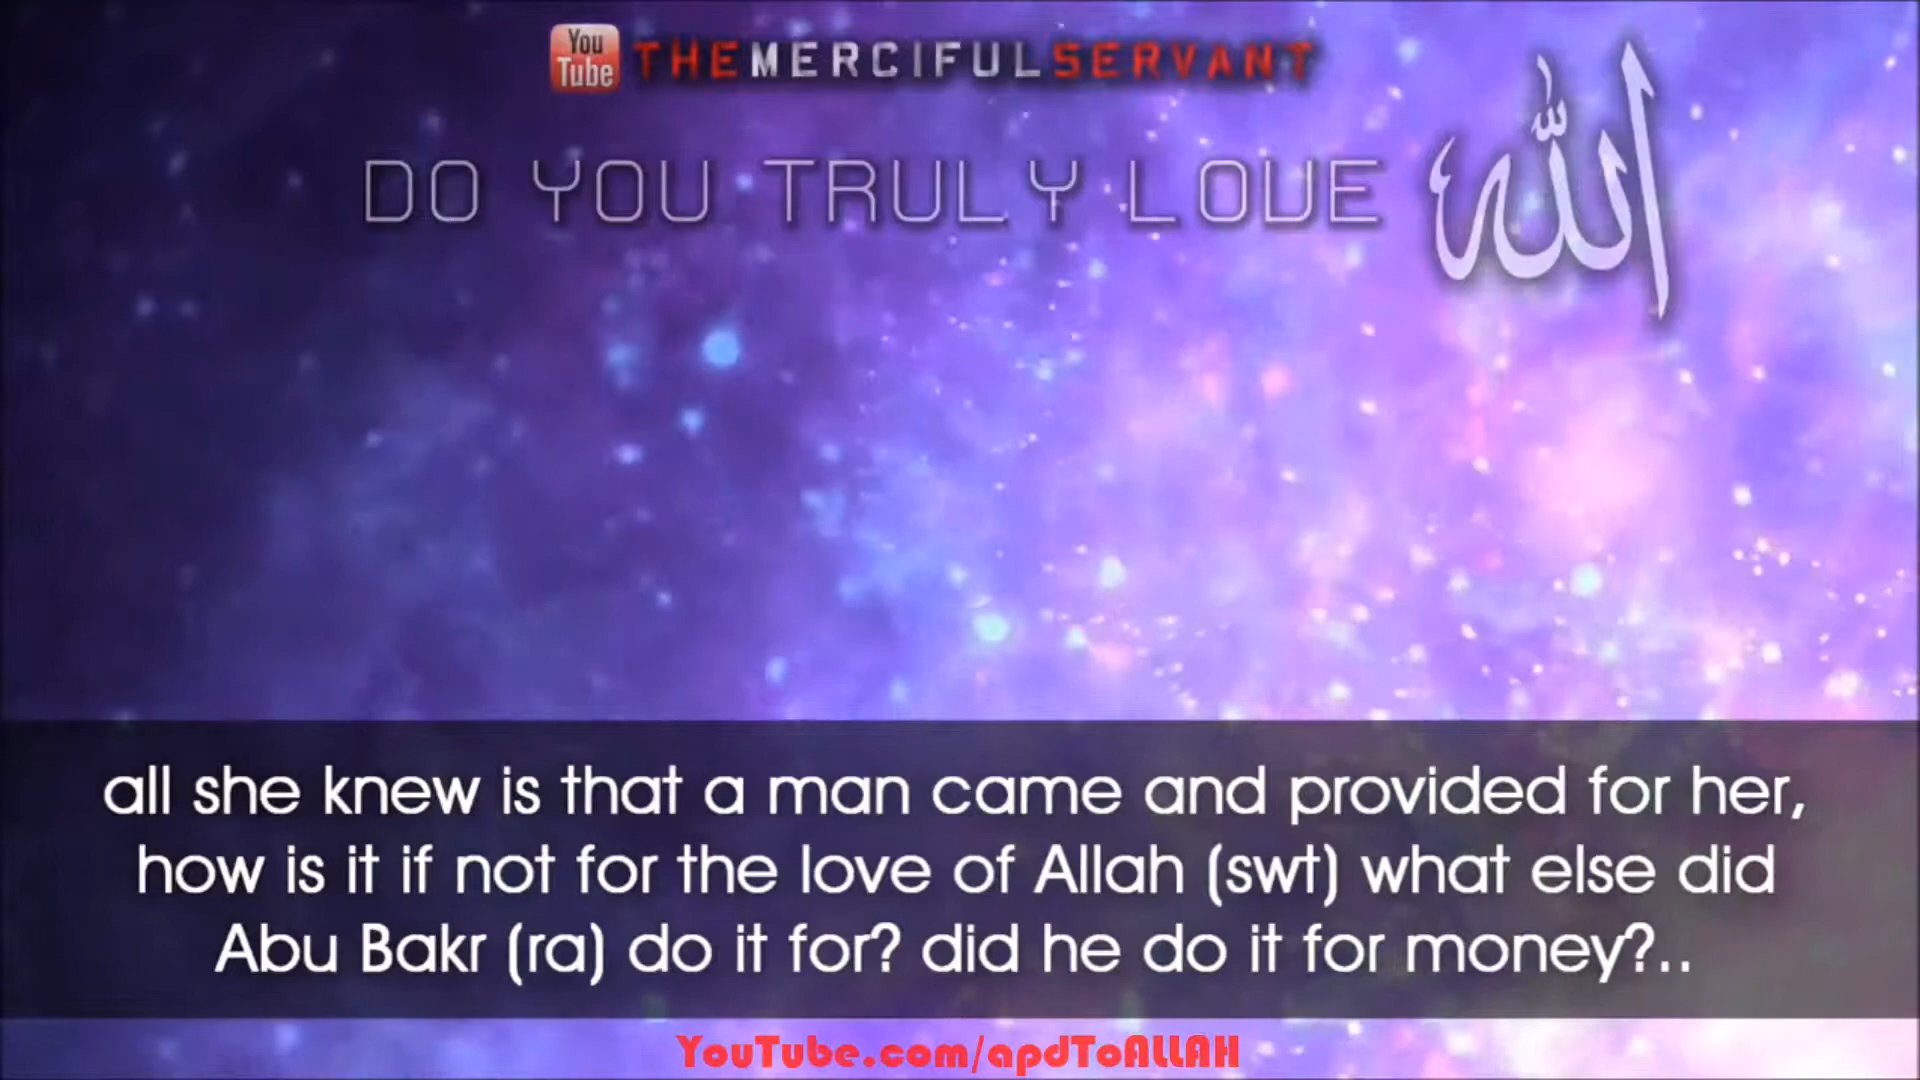 You Tube THEMERCIFULSERVANT
DO YOU TRULY LOVE الله
all she knew is that a man came and provided for her,
how is it if not for the love of Allah (swt) what else did
Abu Bakr (ra) do it for? did he do it for money?..
YouTube.com/apdToALLAH